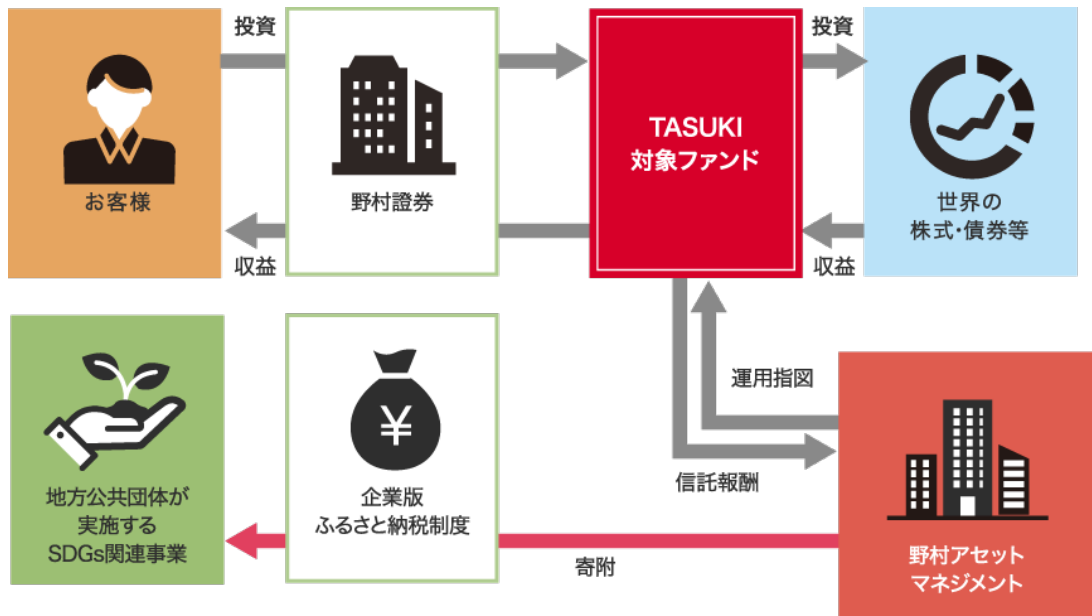 投資
投資
お客様
野村證券
TASUKI
対象ファンド
世界の
株式・債券等
収益
収益
運用指図
信託報酬
地方公共団体が
実施する
SDGs関連事業
¥
企業版
ふるさと納税制度
寄附
野村アセット
マネジメント